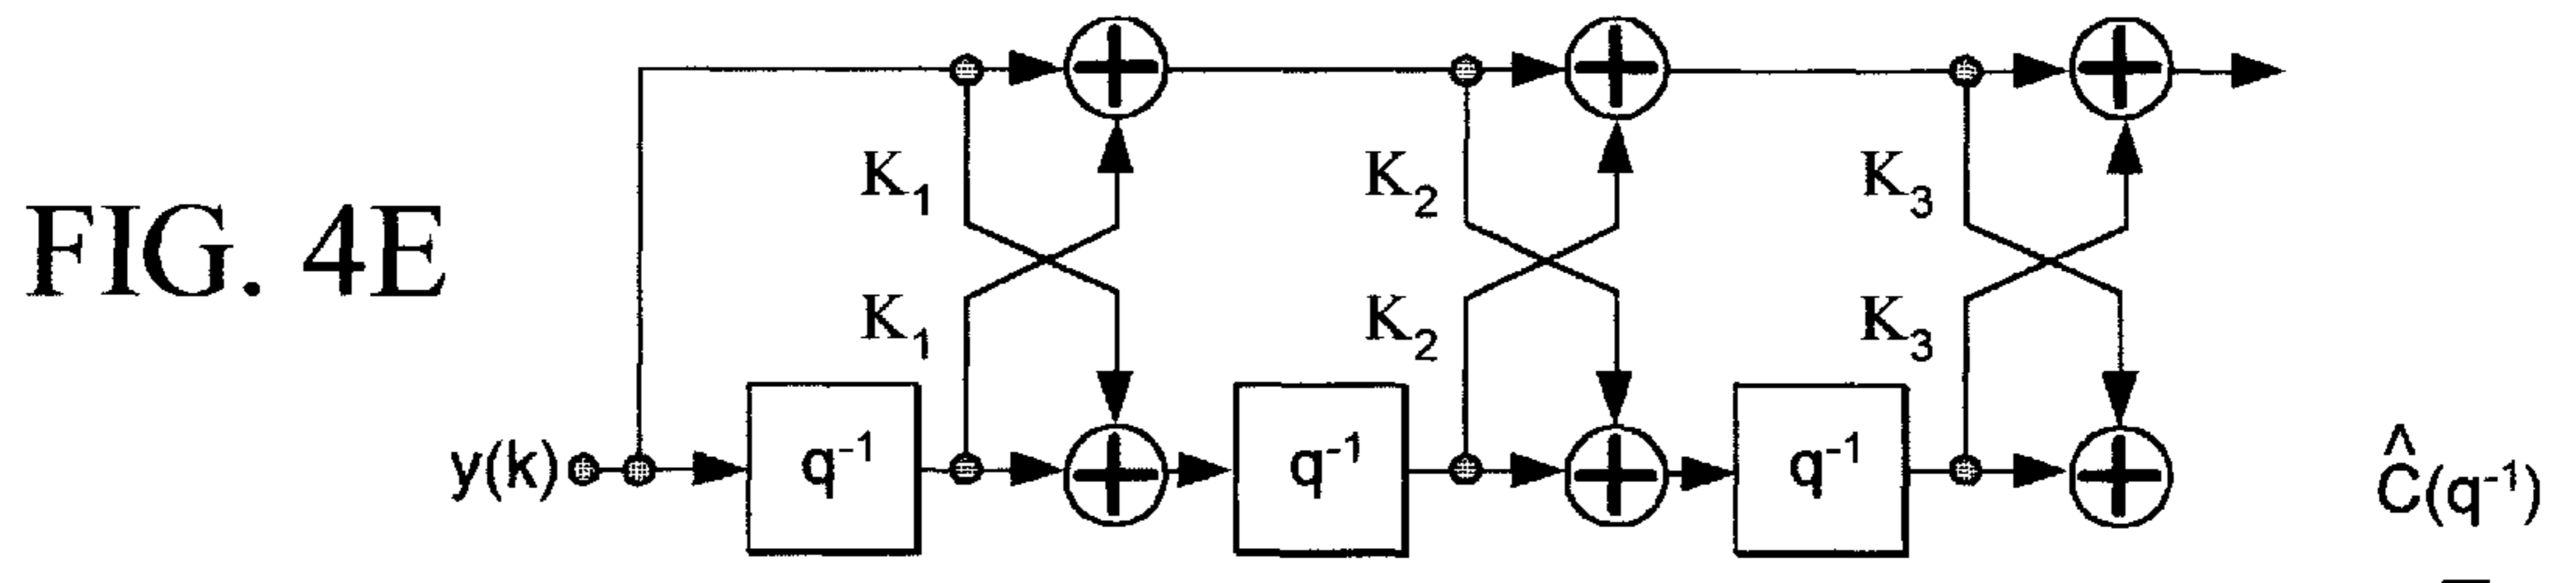 FIG. 4E
K₁ K₂ K₃
K₁ K₂ K₃
y(k) q⁻¹ q⁻¹ q⁻¹ Ĉ(q⁻¹)